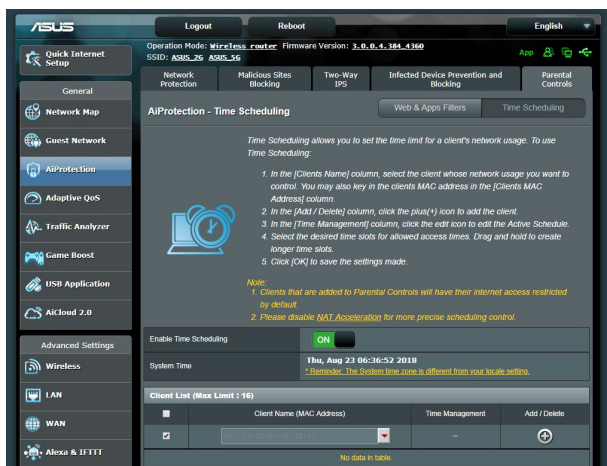 ASUS
Logout
Reboot
English
Quick Internet
Setup
Operation Mode: Wireless router Firmware Version: 3.0.0.4.384_4360
SSID: ASUS_2G ASUS_5G
App
General
Network Map
Guest Network
AiProtection
Adaptive QoS
Traffic Analyzer
Game Boost
USB Application
AiCloud 2.0
Advanced Settings
Wireless
LAN
WAN
Alexa & IFTTT
Network
Protection
Malicious Sites
Blocking
Two-Way
IPS
Infected Device Prevention and
Blocking
Parental
Controls
AiProtection - Time Scheduling
Web & Apps Filters
Time Scheduling
Time Scheduling allows you to set the time limit for a client's network usage. To use
Time Scheduling:
1. In the [Clients Name] column, select the client whose network usage you want to
control. You may also key in the clients MAC address in the [Clients MAC
Address] column.
2. In the [Add / Delete] column, click the plus(+) icon to add the client.
3. In the [Time Management] column, click the edit icon to edit the Active Schedule.
4. Select the desired time slots for allowed access times. Drag and hold to create
longer time slots.
5. Click [OK] to save the settings made.
Note:
1. Clients that are added to Parental Controls will have their internet access restricted
by default.
2. Please disable NAT Acceleration for more precise scheduling control.
Enable Time Scheduling
ON
System Time
Thu, Aug 23 06:36:52 2018
* Reminder: The System time zone is different from your locale setting.
Client List (Max Limit : 16)
Client Name (MAC Address)
Time Management
Add / Delete
--
No data in table.